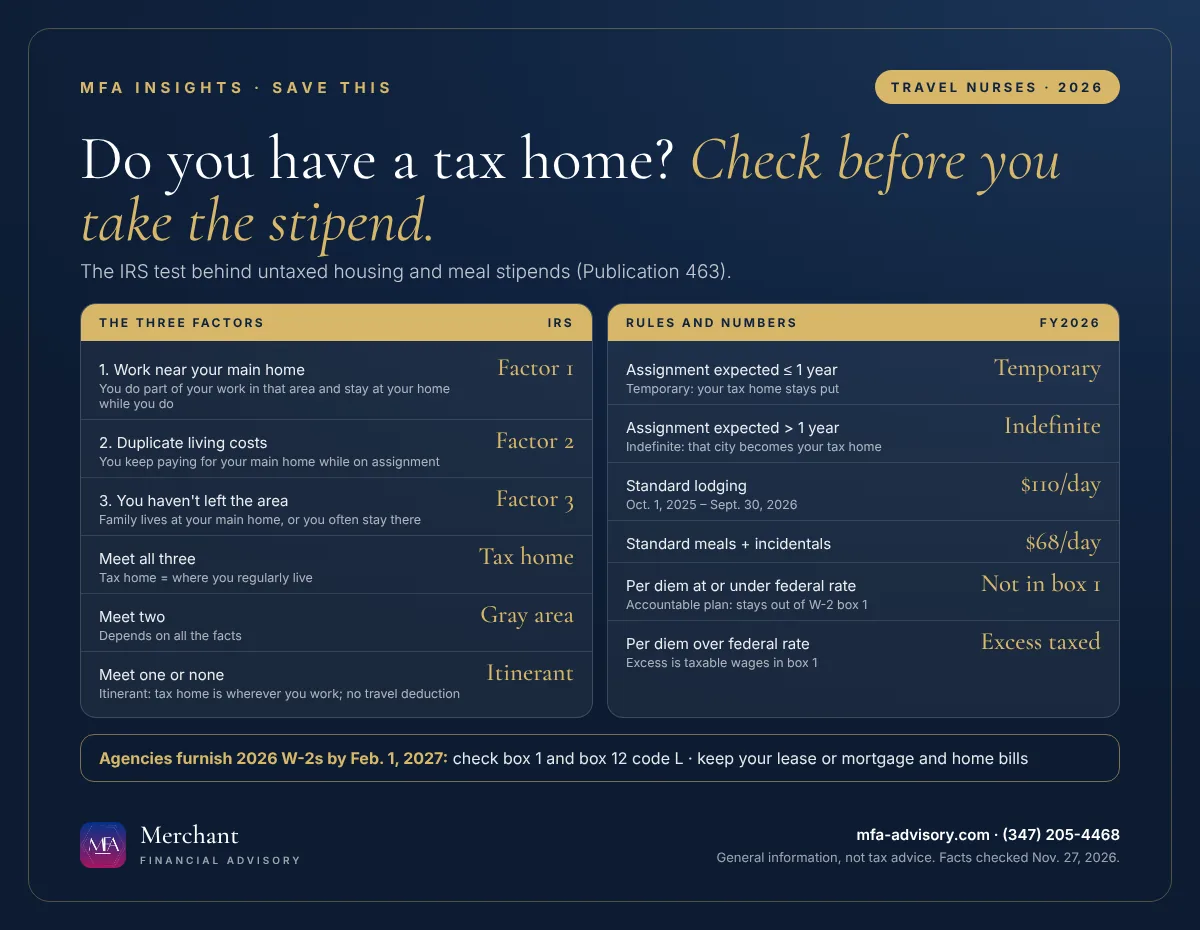 MFA INSIGHTS · SAVE THIS
TRAVEL NURSES · 2026
Do you have a tax home? Check before you
take the stipend.
The IRS test behind untaxed housing and meal stipends (Publication 463).
THE THREE FACTORS IRS
1. Work near your main home Factor 1
You do part of your work in that area and stay at your home
while you do
2. Duplicate living costs Factor 2
You keep paying for your main home while on assignment
3. You haven't left the area Factor 3
Family lives at your main home, or you often stay there
Meet all three Tax home
Tax home = where you regularly live
Meet two Gray area
Depends on all the facts
Meet one or none Itinerant
Itinerant: tax home is wherever you work; no travel deduction
RULES AND NUMBERS FY2026
Assignment expected ≤ 1 year Temporary
Temporary: your tax home stays put
Assignment expected > 1 year Indefinite
Indefinite: that city becomes your tax home
Standard lodging $110/day
Oct. 1, 2025 – Sept. 30, 2026
Standard meals + incidentals $68/day
Per diem at or under federal rate Not in box 1
Accountable plan: stays out of W-2 box 1
Per diem over federal rate Excess taxed
Excess is taxable wages in box 1
Agencies furnish 2026 W-2s by Feb. 1, 2027: check box 1 and box 12 code L · keep your lease or mortgage and home bills
MFA
Merchant
FINANCIAL ADVISORY
mfa-advisory.com · (347) 205-4468
General information, not tax advice. Facts checked Nov. 27, 2026.